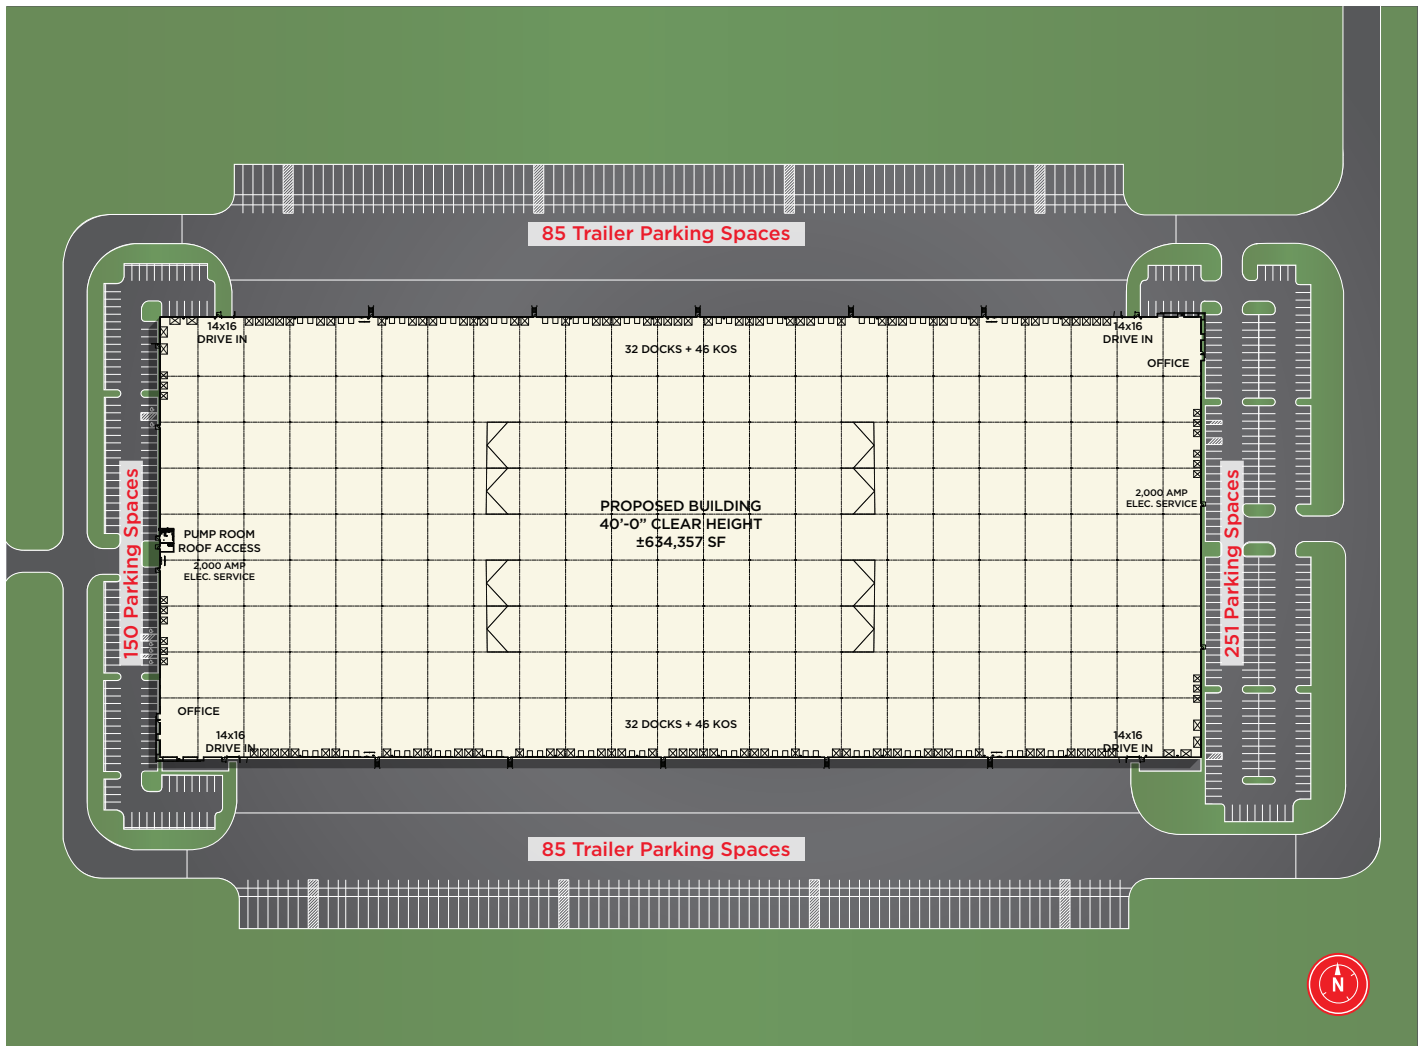 85 Trailer Parking Spaces
14x16
DRIVE IN
32 DOCKS + 46 KOS
14x16
DRIVE IN
OFFICE
150 Parking Spaces
PUMP ROOM
ROOF ACCESS
2,000 AMP
ELEC. SERVICE
PROPOSED BUILDING
40'-0” CLEAR HEIGHT
±634,357 SF
2,000 AMP
ELEC. SERVICE
251 Parking Spaces
OFFICE
14x16
DRIVE IN
32 DOCKS + 46 KOS
14x16
DRIVE IN
85 Trailer Parking Spaces
N